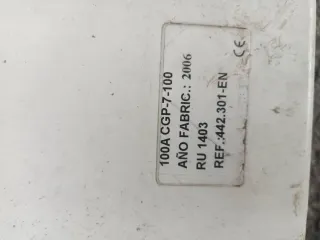 100A CGP-7-100
AÑO FABRIC.: 2006
RU 1403
REF.:442.301-EN
CE